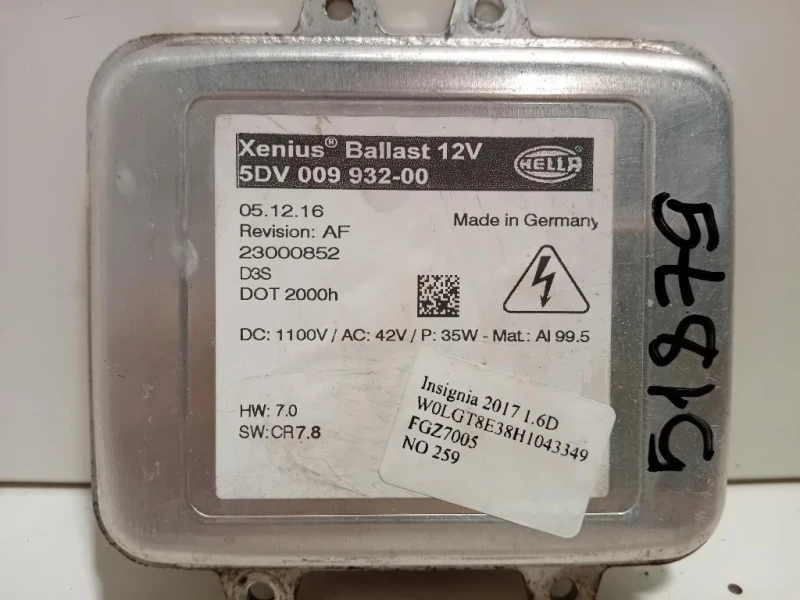 Xenius® Ballast 12V
5DV 009 932-00
HELLA
05.12.16
Made in Germany
Revision: AF
23000852
D3S
DOT 2000h
DC: 1100V / AC: 42V / P: 35W - Mat.: Al 99.5
HW: 7.0
SW:CR7.8
Insignia 2017 1.6D
W0LGT8E38H1043349
FGZ7005
NO 259